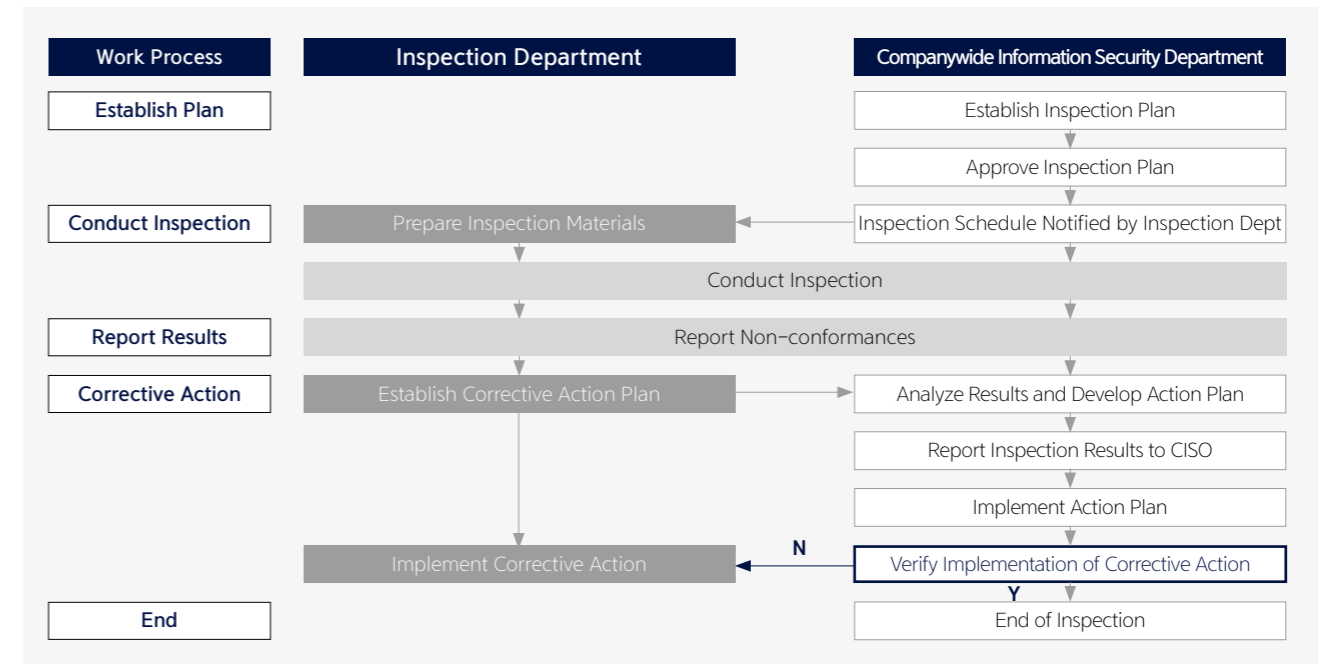 Work Process
Inspection Department
Companywide Information Security Department
Establish Plan
Establish Inspection Plan
Approve Inspection Plan
Conduct Inspection
Prepare Inspection Materials
Inspection Schedule Notified by Inspection Dept
Conduct Inspection
Report Results
Report Non-conformances
Corrective Action
Establish Corrective Action Plan
Analyze Results and Develop Action Plan
Report Inspection Results to CISO
Implement Action Plan
Implement Corrective Action
N
Verify Implementation of Corrective Action
Y
End
End of Inspection